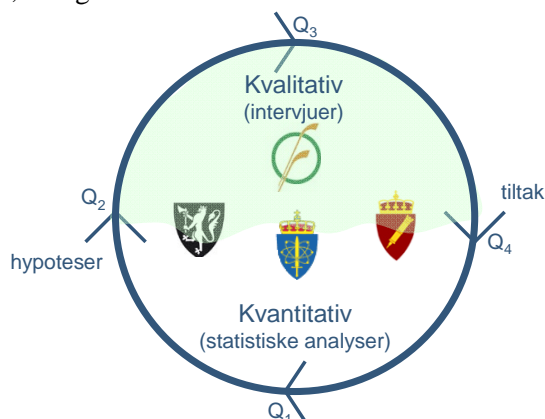 Q3
Kvalitativ
(intervjuer)
Q2
tiltak
Q4
hypoteser
Kvantitativ
(statistiske analyser)
Q1